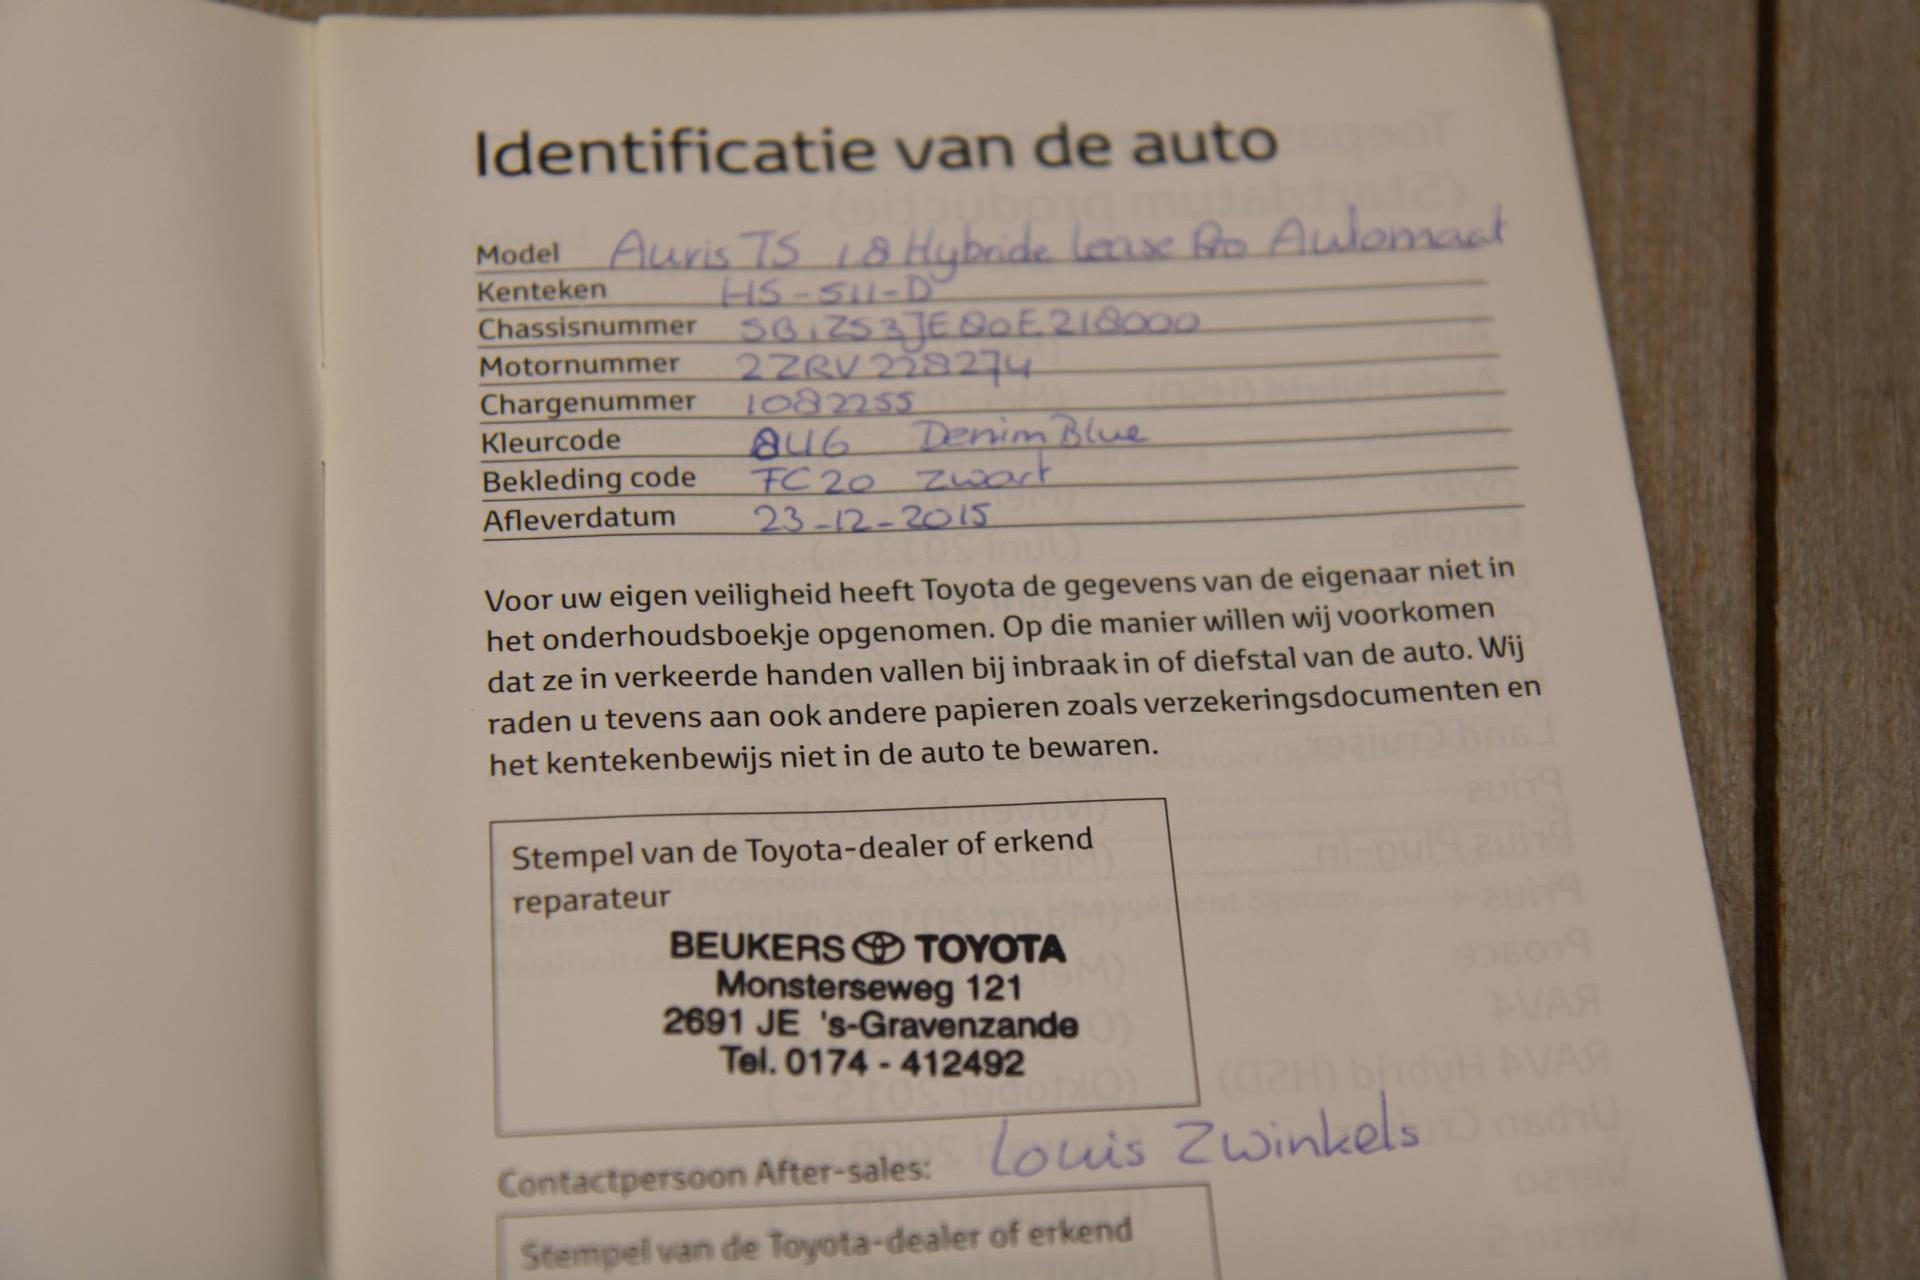 Identificatie van de auto
Model Auris TS 1.8 Hybride Lease Pro Automaat
Kenteken HS-511-D
Chassisnummer SB1ZS3JE80E218000
Motornummer 2ZRV228274
Chargenummer 1082255
Kleurcode 8U6 Denim Blue
Bekleding code FC20 zwart
Afleverdatum 23-12-2015
Voor uw eigen veiligheid heeft Toyota de gegevens van de eigenaar niet in
het onderhoudsboekje opgenomen. Op die manier willen wij voorkomen
dat ze in verkeerde handen vallen bij inbraak in of diefstal van de auto. Wij
raden u tevens aan ook andere papieren zoals verzekeringsdocumenten en
het kentekenbewijs niet in de auto te bewaren.
Stempel van de Toyota-dealer of erkend
reparateur
BEUKERS TOYOTA
Monsterseweg 121
2691 JE 's-Gravenzande
Tel. 0174 - 412492
Contactpersoon After-sales: Louis Zwinkels
Stempel van de Toyota-dealer of erkend